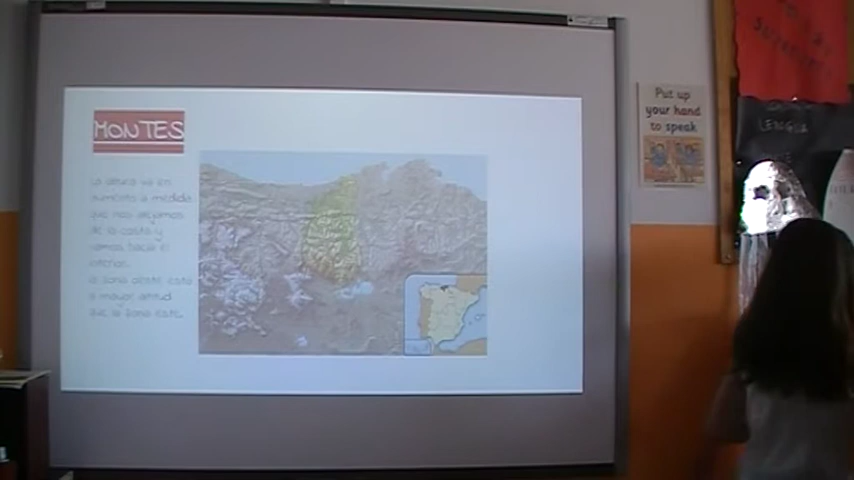 MONTES
La altura va en
aumento a medida
que nos alejamos
de la costa y
vamos hacia el
interior.
La zona oeste esta
a mayor altitud
que la zona este.
Put up
your hand
to speak
LENGUA